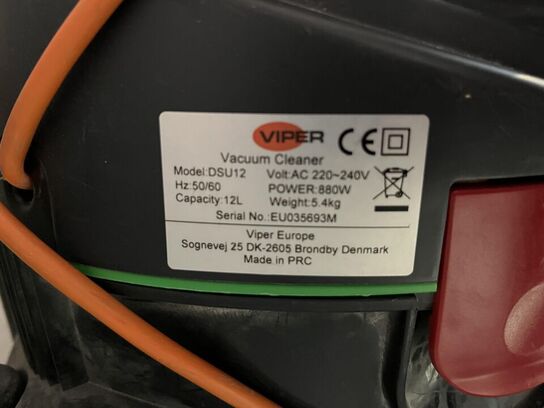 VIPER CE
Vacuum Cleaner
Model:DSU12 Volt:AC 220~240V
Hz:50/60 POWER:880W
Capacity:12L Weight:5.4kg
Serial No.:EU035693M
Viper Europe
Sognevej 25 DK-2605 Brondby Denmark
Made in PRC